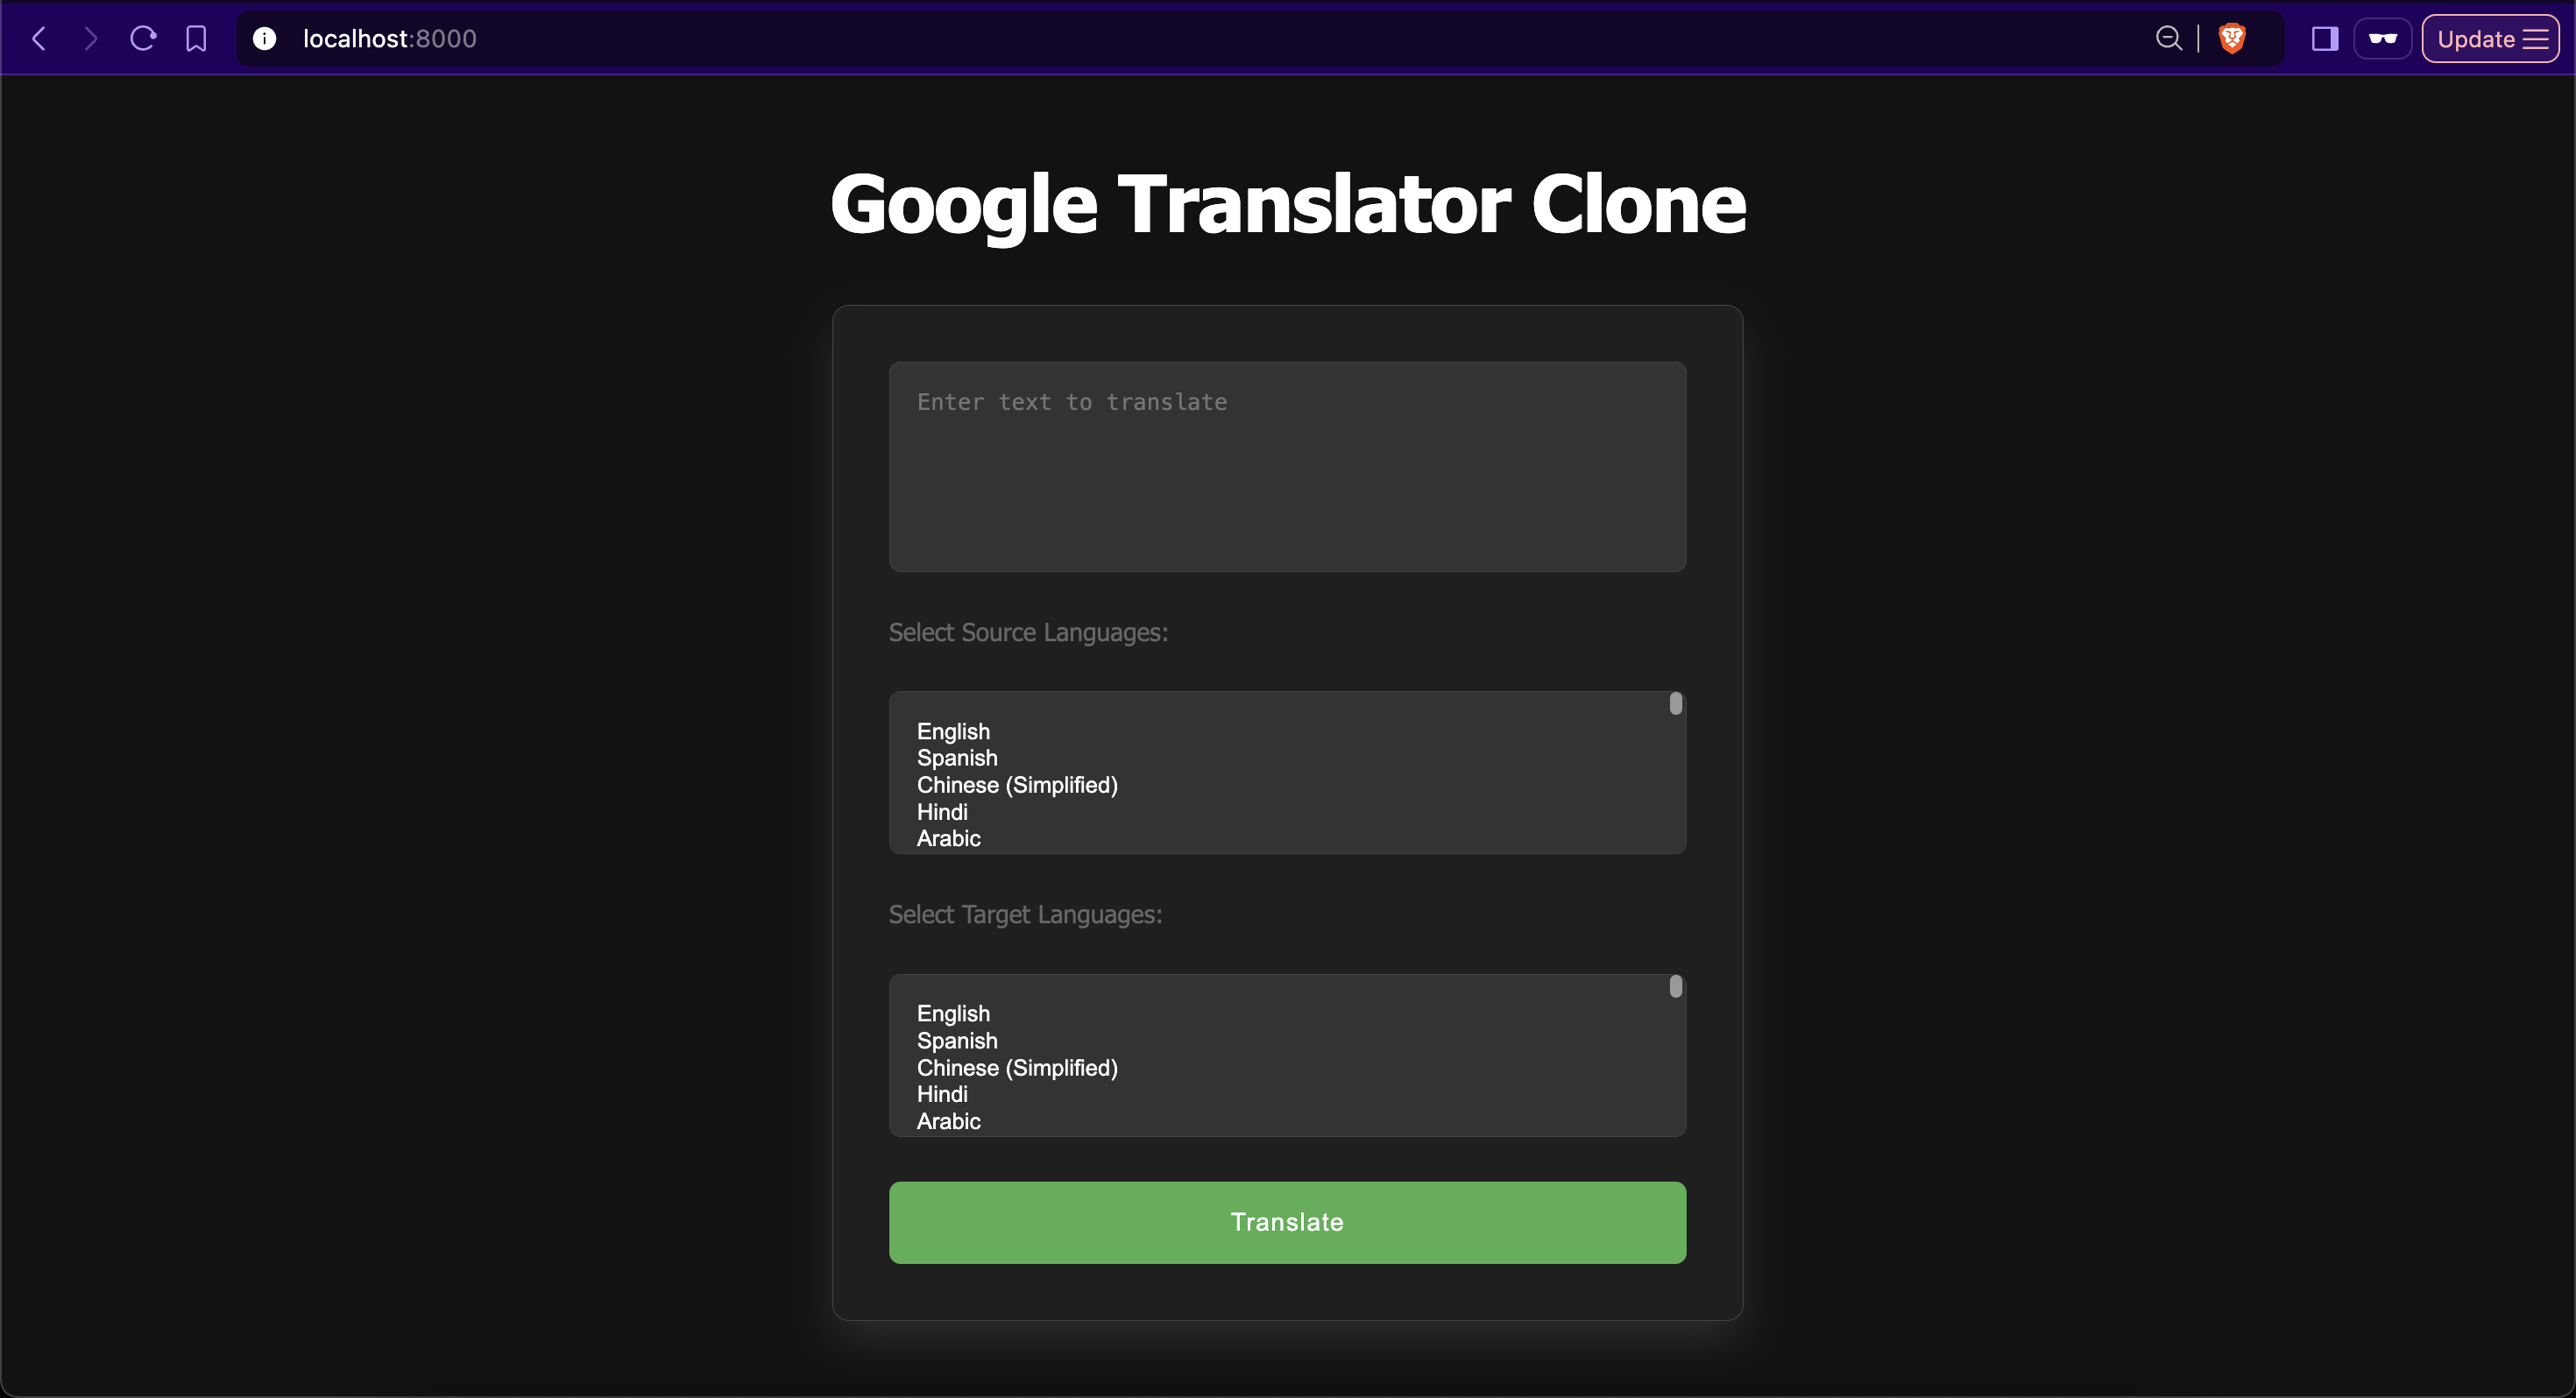 localhost:8000
Update
Google Translator Clone
Enter text to translate
Select Source Languages:
English
Spanish
Chinese (Simplified)
Hindi
Arabic
Select Target Languages:
English
Spanish
Chinese (Simplified)
Hindi
Arabic
Translate